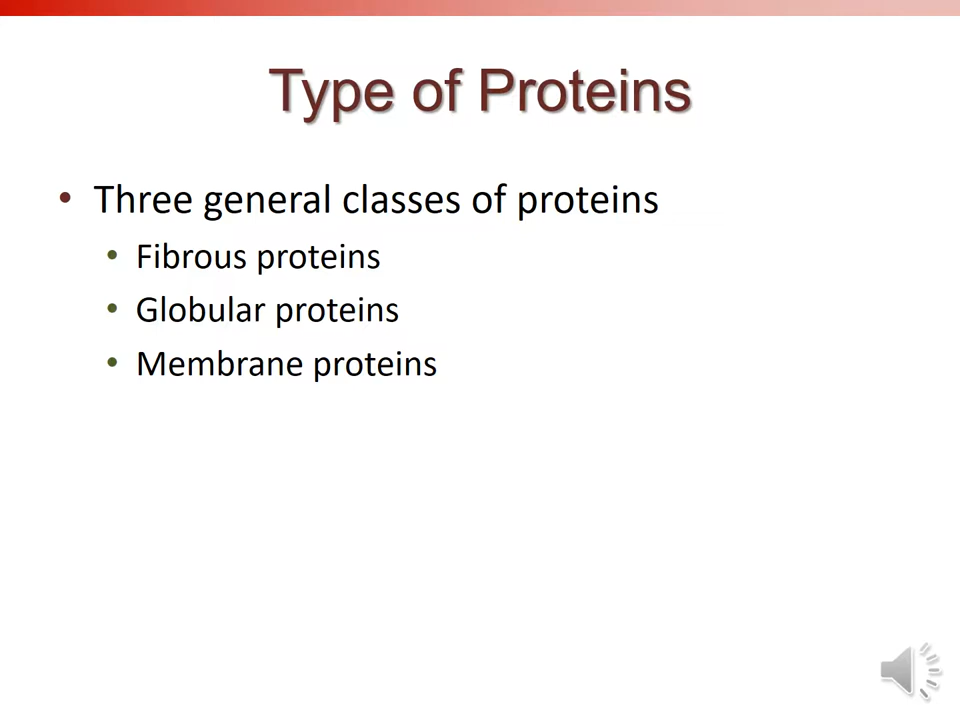 Type of Proteins
• Three general classes of proteins
• Fibrous proteins
• Globular proteins
• Membrane proteins